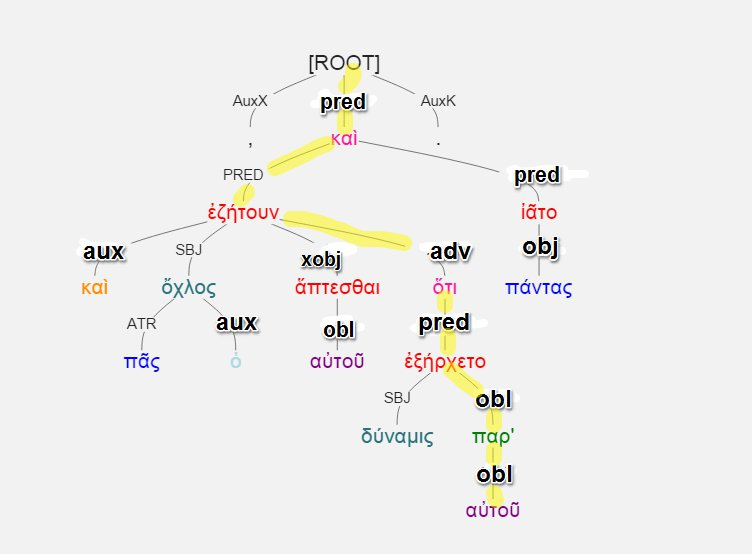 [ROOT]
AuxX pred AuxK
, καὶ .
PRED pred
ἐζήτουν ἰᾶτο
aux SBJ xobj adv obj
καὶ ὄχλος ἅπτεσθαι ὅτι πάντας
ATR aux obl pred
πᾶς ὁ αὐτοῦ ἐξήρχετο
SBJ obl
δύναμις παρ'
obl
αὐτοῦ